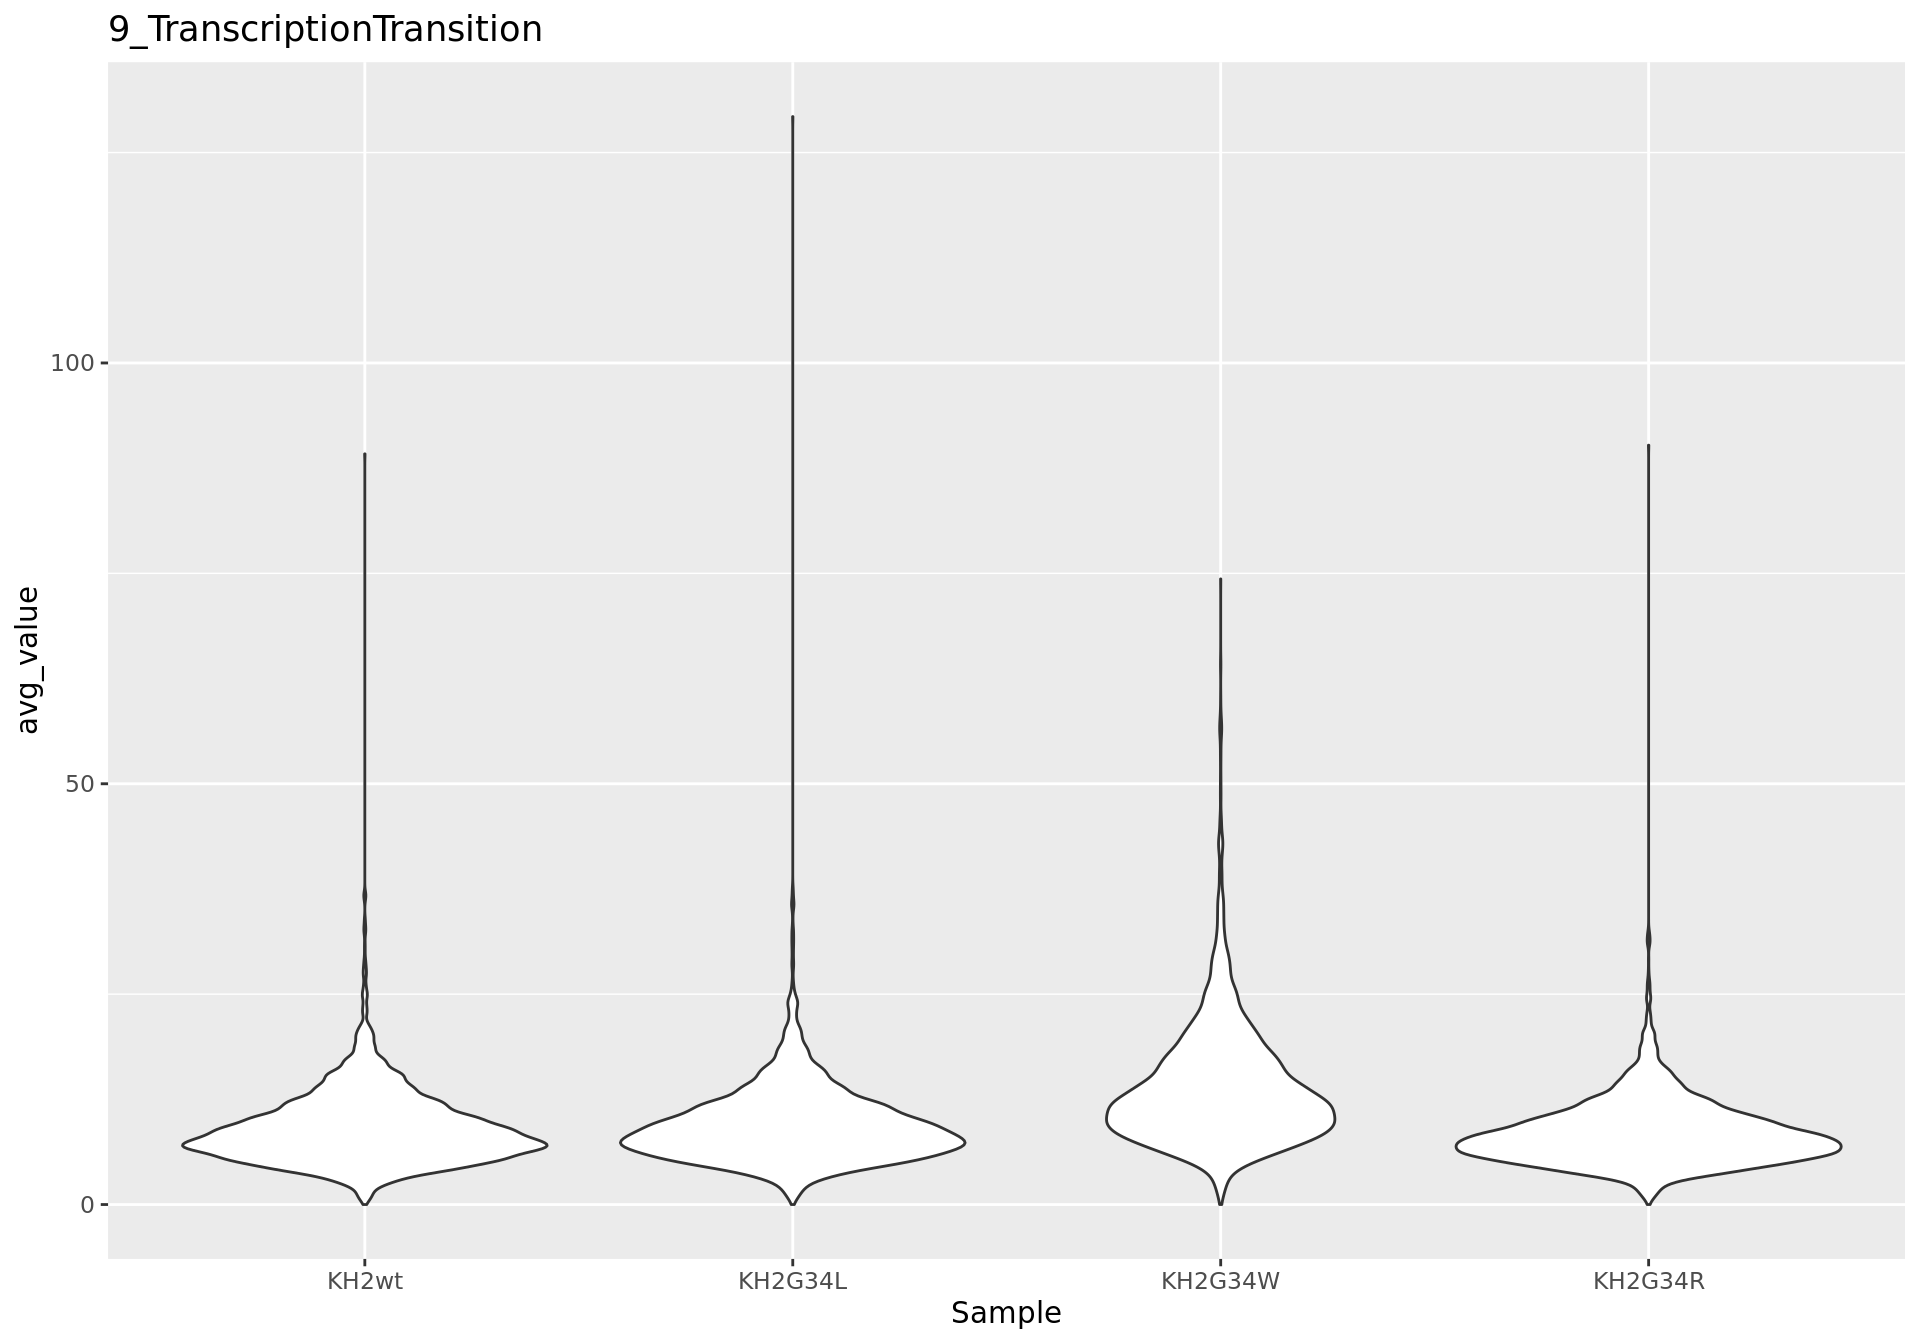 9_TranscriptionTransition
avg_value
100
50
0
KH2wt
KH2G34L
KH2G34W
KH2G34R
Sample